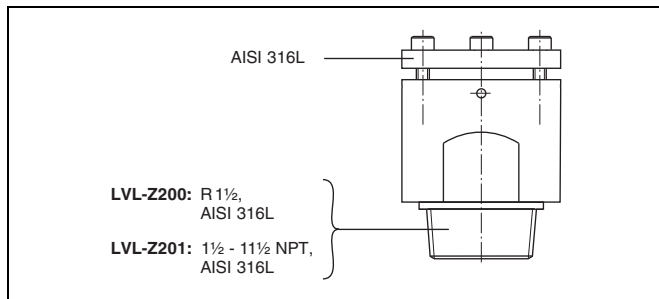 AISI 316L
LVL-Z200: R 1½,
AISI 316L
LVL-Z201: 1½ - 11½ NPT,
AISI 316L